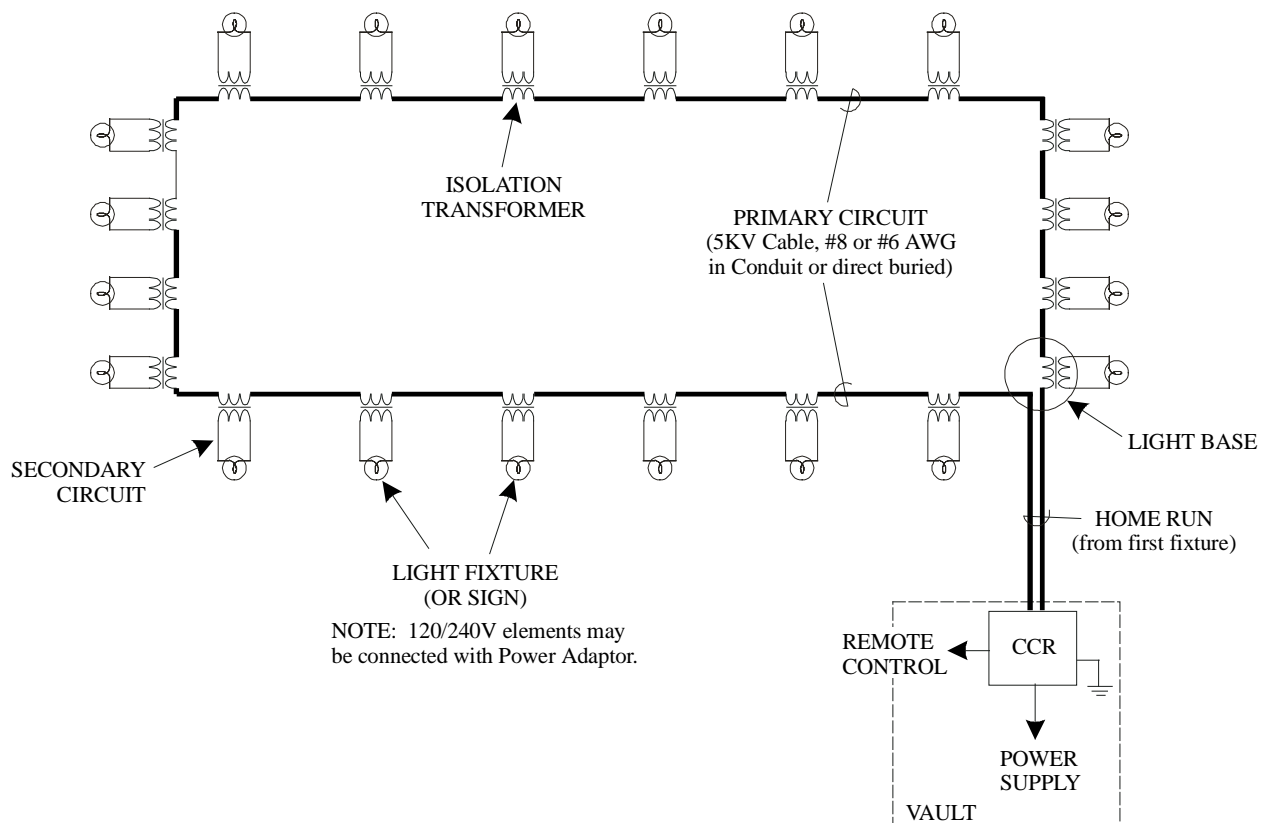 ISOLATION
TRANSFORMER
PRIMARY CIRCUIT
(5KV Cable, #8 or #6 AWG
in Conduit or direct buried)
LIGHT BASE
SECONDARY
CIRCUIT
HOME RUN
(from first fixture)
LIGHT FIXTURE
(OR SIGN)
NOTE: 120/240V elements may
be connected with Power Adaptor.
REMOTE
CONTROL
CCR
POWER
SUPPLY
VAULT